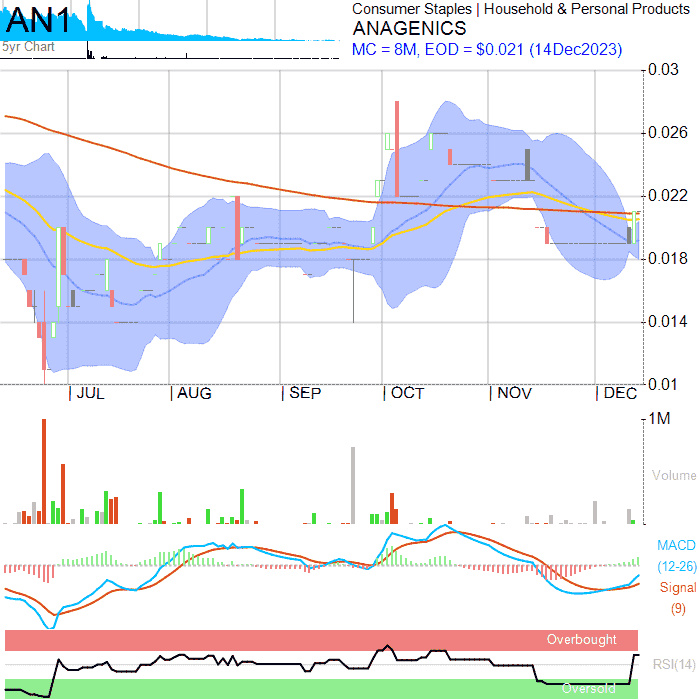 AN1
5yr Chart
Consumer Staples | Household & Personal Products
ANAGENICS
MC = 8M, EOD = $0.021 (14Dec2023)
0.03
0.026
0.022
0.018
0.014
0.01
JUL AUG SEP OCT NOV DEC
1M
Volume
MACD
(12-26)
Signal
(9)
Overbought
RSI(14)
Oversold